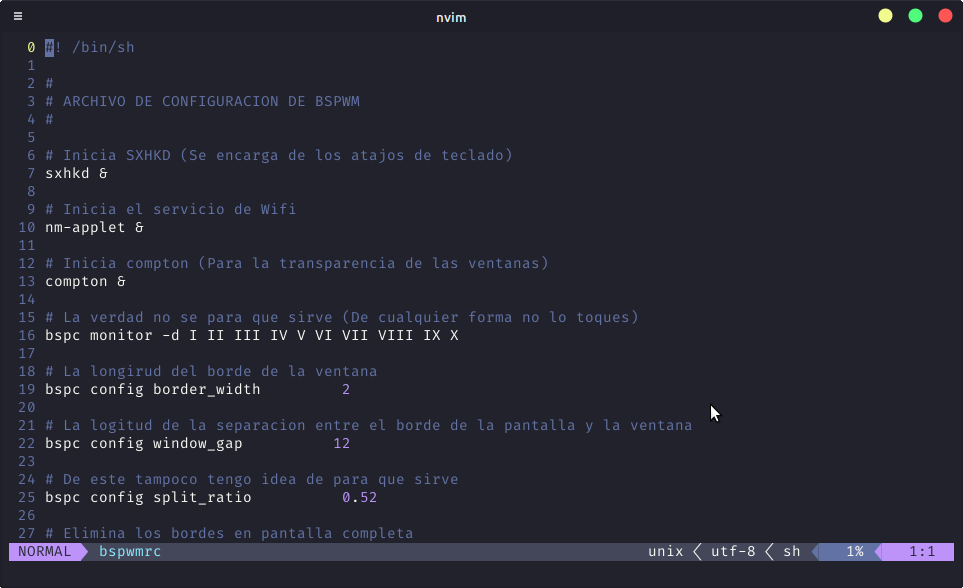 nvim
0 #! /bin/sh
1
2 #
3 # ARCHIVO DE CONFIGURACION DE BSPWM
4 #
5
6 # Inicia SXHKD (Se encarga de los atajos de teclado)
7 sxhkd &
8
9 # Inicia el servicio de Wifi
10 nm-applet &
11
12 # Inicia compton (Para la transparencia de las ventanas)
13 compton &
14
15 # La verdad no se para que sirve (De cualquier forma no lo toques)
16 bspc monitor -d I II III IV V VI VII VIII IX X
17
18 # La longirud del borde de la ventana
19 bspc config border_width 2
20
21 # La logitud de la separacion entre el borde de la pantalla y la ventana
22 bspc config window_gap 12
23
24 # De este tampoco tengo idea de para que sirve
25 bspc config split_ratio 0.52
26
27 # Elimina los bordes en pantalla completa
NORMAL bspwmrc unix utf-8 sh 1% 1:1